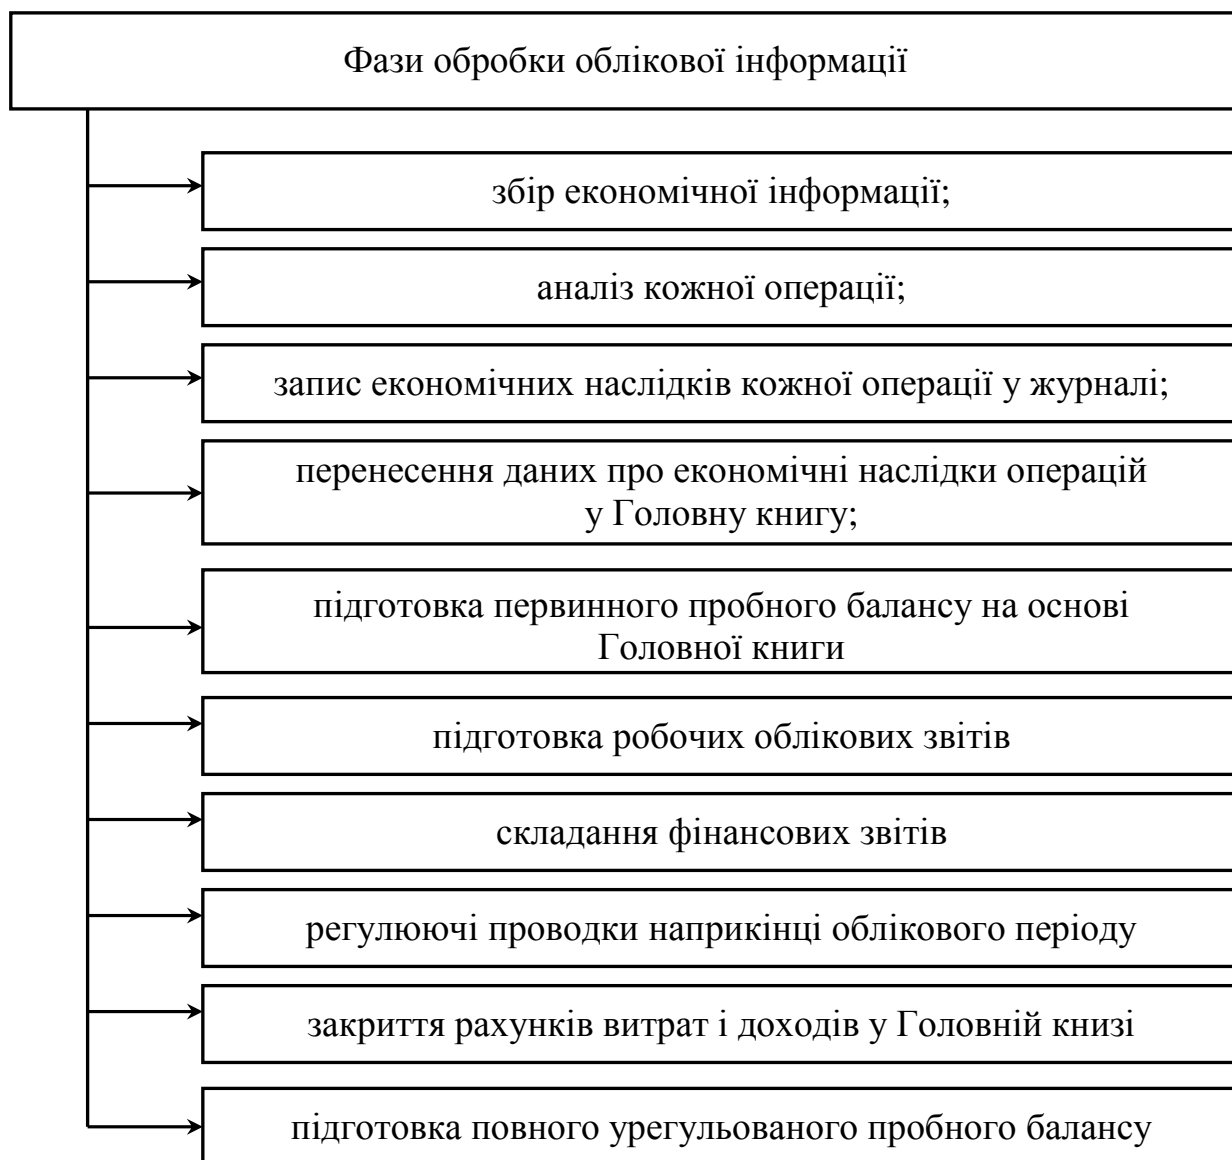 Фази обробки облікової інформації
збір економічної інформації;
аналіз кожної операції;
запис економічних наслідків кожної операції у журналі;
перенесення даних про економічні наслідки операцій
у Головну книгу;
підготовка первинного пробного балансу на основі
Головної книги
підготовка робочих облікових звітів
складання фінансових звітів
регулюючі проводки наприкінці облікового періоду
закриття рахунків витрат і доходів у Головній книзі
підготовка повного урегульованого пробного балансу